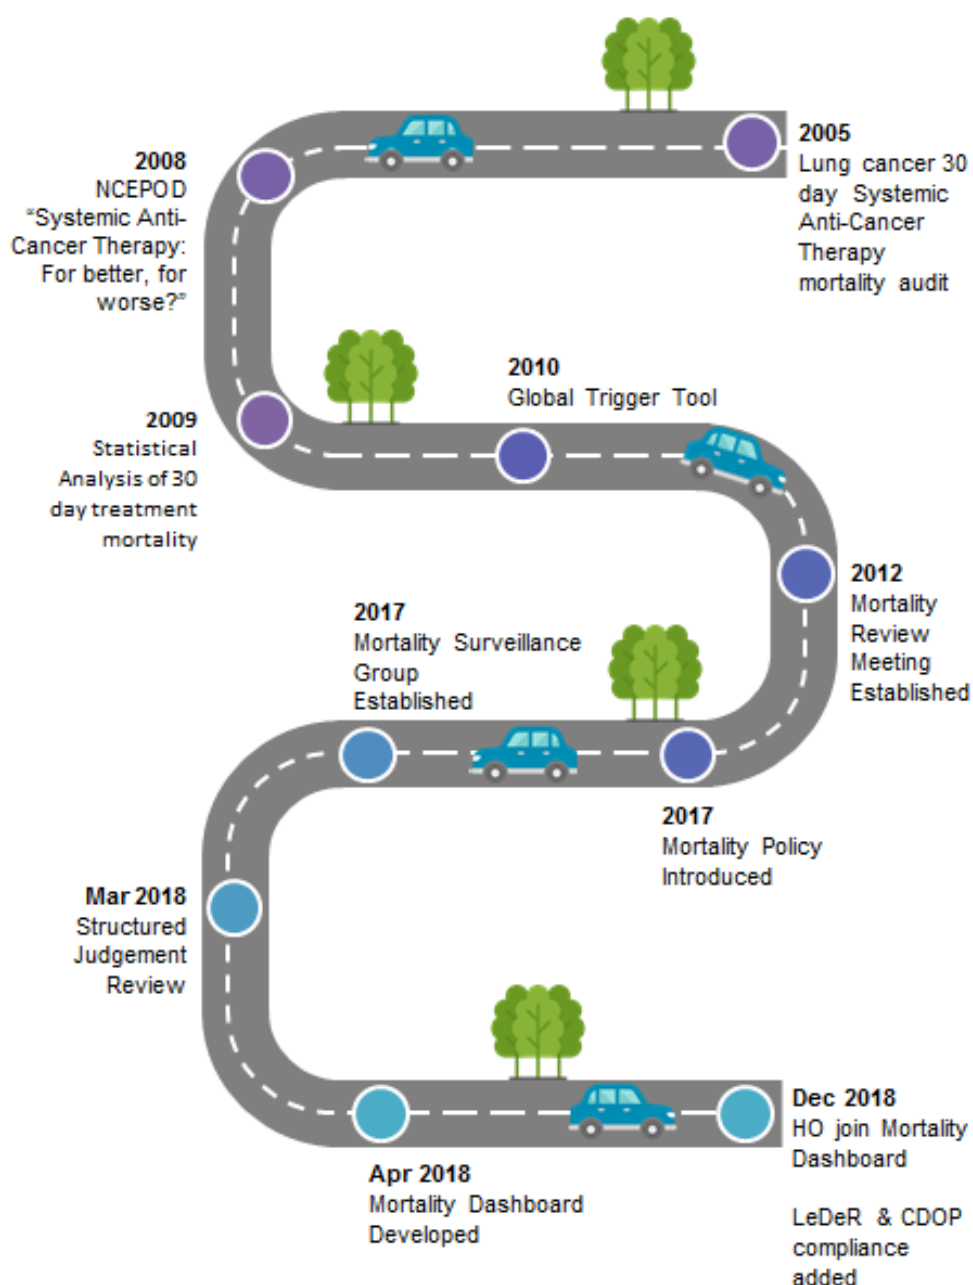 2005
Lung cancer 30
day Systemic
Anti-Cancer
Therapy
mortality audit
2008
NCEPOD
“Systemic Anti-
Cancer Therapy:
For better, for
worse?”
2009
Statistical
Analysis of 30
day treatment
mortality
2010
Global Trigger Tool
2012
Mortality
Review
Meeting
Established
2017
Mortality Policy
Introduced
2017
Mortality Surveillance
Group
Established
Mar 2018
Structured
Judgement
Review
Apr 2018
Mortality Dashboard
Developed
Dec 2018
HO join Mortality
Dashboard
LeDeR & CDOP
compliance
added